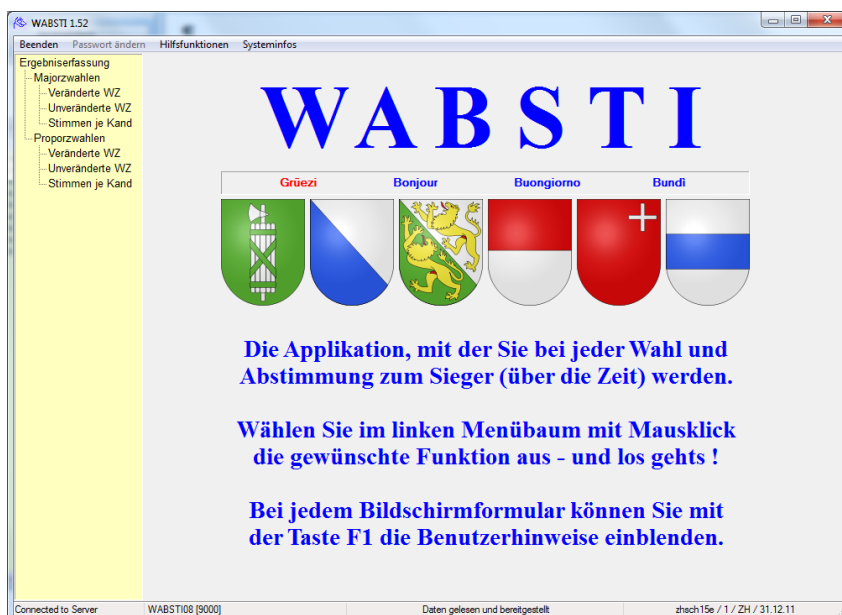 WABSTI 1.52
Beenden Passwort ändern Hilfsfunktionen Systeminfos
Ergebniserfassung
Majorzwahlen
Veränderte WZ
Unveränderte WZ
Stimmen je Kand
Proporzwahlen
Veränderte WZ
Unveränderte WZ
Stimmen je Kand
W A B S T I
Grüezi Bonjour Buongiorno Bundì
Die Applikation, mit der Sie bei jeder Wahl und
Abstimmung zum Sieger (über die Zeit) werden.
Wählen Sie im linken Menübaum mit Mausklick
die gewünschte Funktion aus - und los gehts !
Bei jedem Bildschirmformular können Sie mit
der Taste F1 die Benutzerhinweise einblenden.
Connected to Server WABSTI08 [9000] Daten gelesen und bereitgestellt zhsch15e / 1 / ZH / 31.12.11